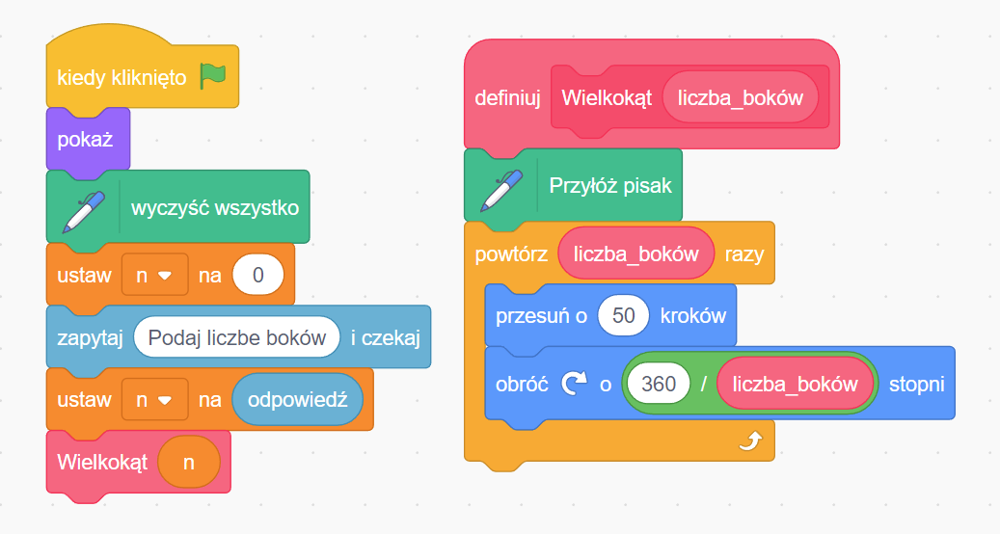 kiedy kliknięto
pokaż
wyczyść wszystko
ustaw n na 0
zapytaj Podaj liczbe boków i czekaj
ustaw n na odpowiedź
Wielkokąt n
definiuj Wielkokąt liczba_boków
Przyłóż pisak
powtórz liczba_boków razy
przesuń o 50 kroków
obróć o 360 / liczba_boków stopni